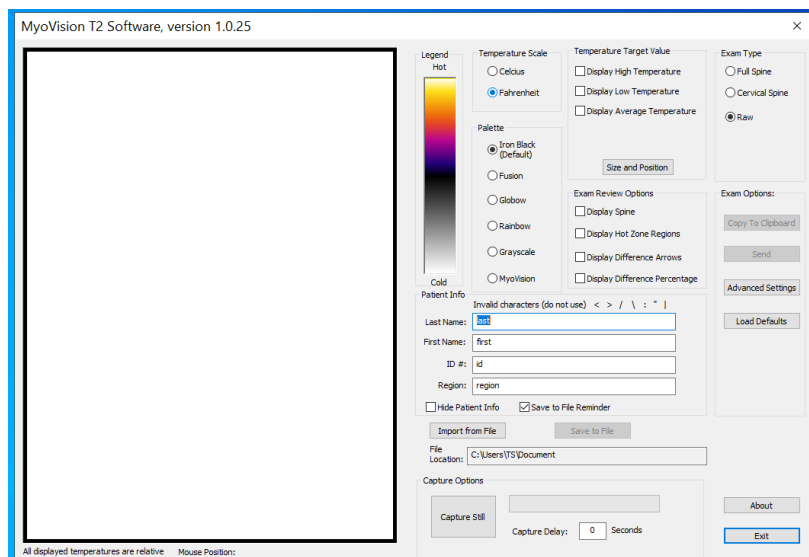 MyoVision T2 Software, version 1.0.25
Legend
Hot
Cold
Temperature Scale
Celcius
Fahrenheit
Palette
Iron Black
(Default)
Fusion
Globow
Rainbow
Grayscale
MyoVision
Temperature Target Value
Display High Temperature
Display Low Temperature
Display Average Temperature
Size and Position
Exam Review Options
Display Spine
Display Hot Zone Regions
Display Difference Arrows
Display Difference Percentage
Exam Type
Full Spine
Cervical Spine
Raw
Exam Options:
Copy To Clipboard
Send
Advanced Settings
Load Defaults
Patient Info
Invalid characters (do not use) < > / \ : " |
Last Name: last
First Name: first
ID #: id
Region: region
Hide Patient Info Save to File Reminder
Import from File Save to File
File
Location: C:\Users\TS\Document
Capture Options
Capture Still
Capture Delay: 0 Seconds
About
Exit
All displayed temperatures are relative Mouse Position: